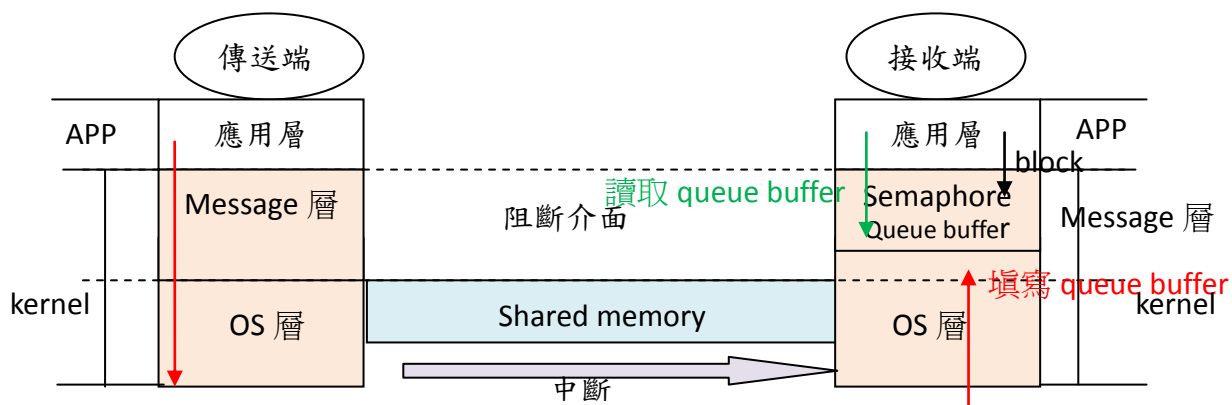 傳送端
接收端
APP
應用層
應用層
APP
block
Message 層
讀取 queue buffer
阻斷介面
Semaphore
Queue buffer
Message 層
填寫 queue buffer
kernel
OS 層
Shared memory
OS 層
kernel
中斷